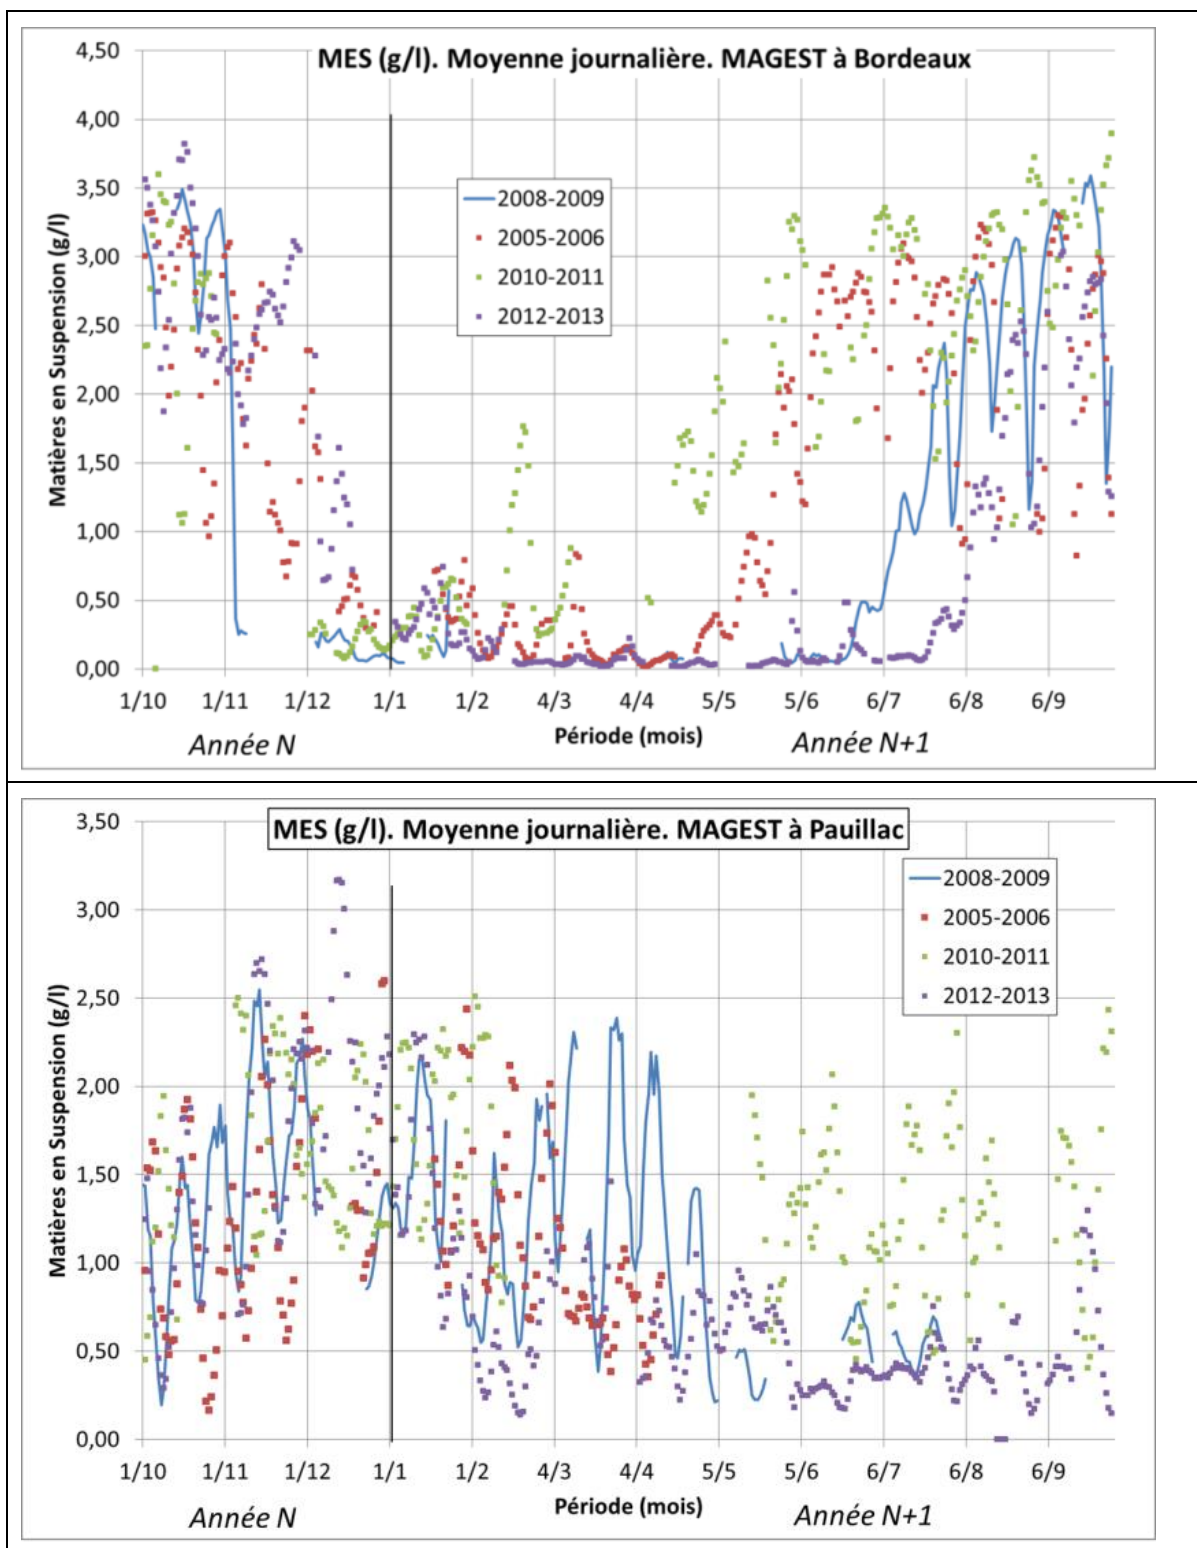 MES (g/l). Moyenne journalière. MAGEST à Bordeaux
Matières en Suspension (g/l)
4,50
4,00
3,50
3,00
2,50
2,00
1,50
1,00
0,50
0,00
2008-2009
2005-2006
2010-2011
2012-2013
1/10 1/11 1/12 1/1 1/2 4/3 4/4 5/5 5/6 6/7 6/8 6/9
Période (mois)
Année N
Année N+1
MES (g/l). Moyenne journalière. MAGEST à Pauillac
Matières en Suspension (g/l)
3,50
3,00
2,50
2,00
1,50
1,00
0,50
0,00
2008-2009
2005-2006
2010-2011
2012-2013
1/10 1/11 1/12 1/1 1/2 4/3 4/4 5/5 5/6 6/7 6/8 6/9
Période (mois)
Année N
Année N+1